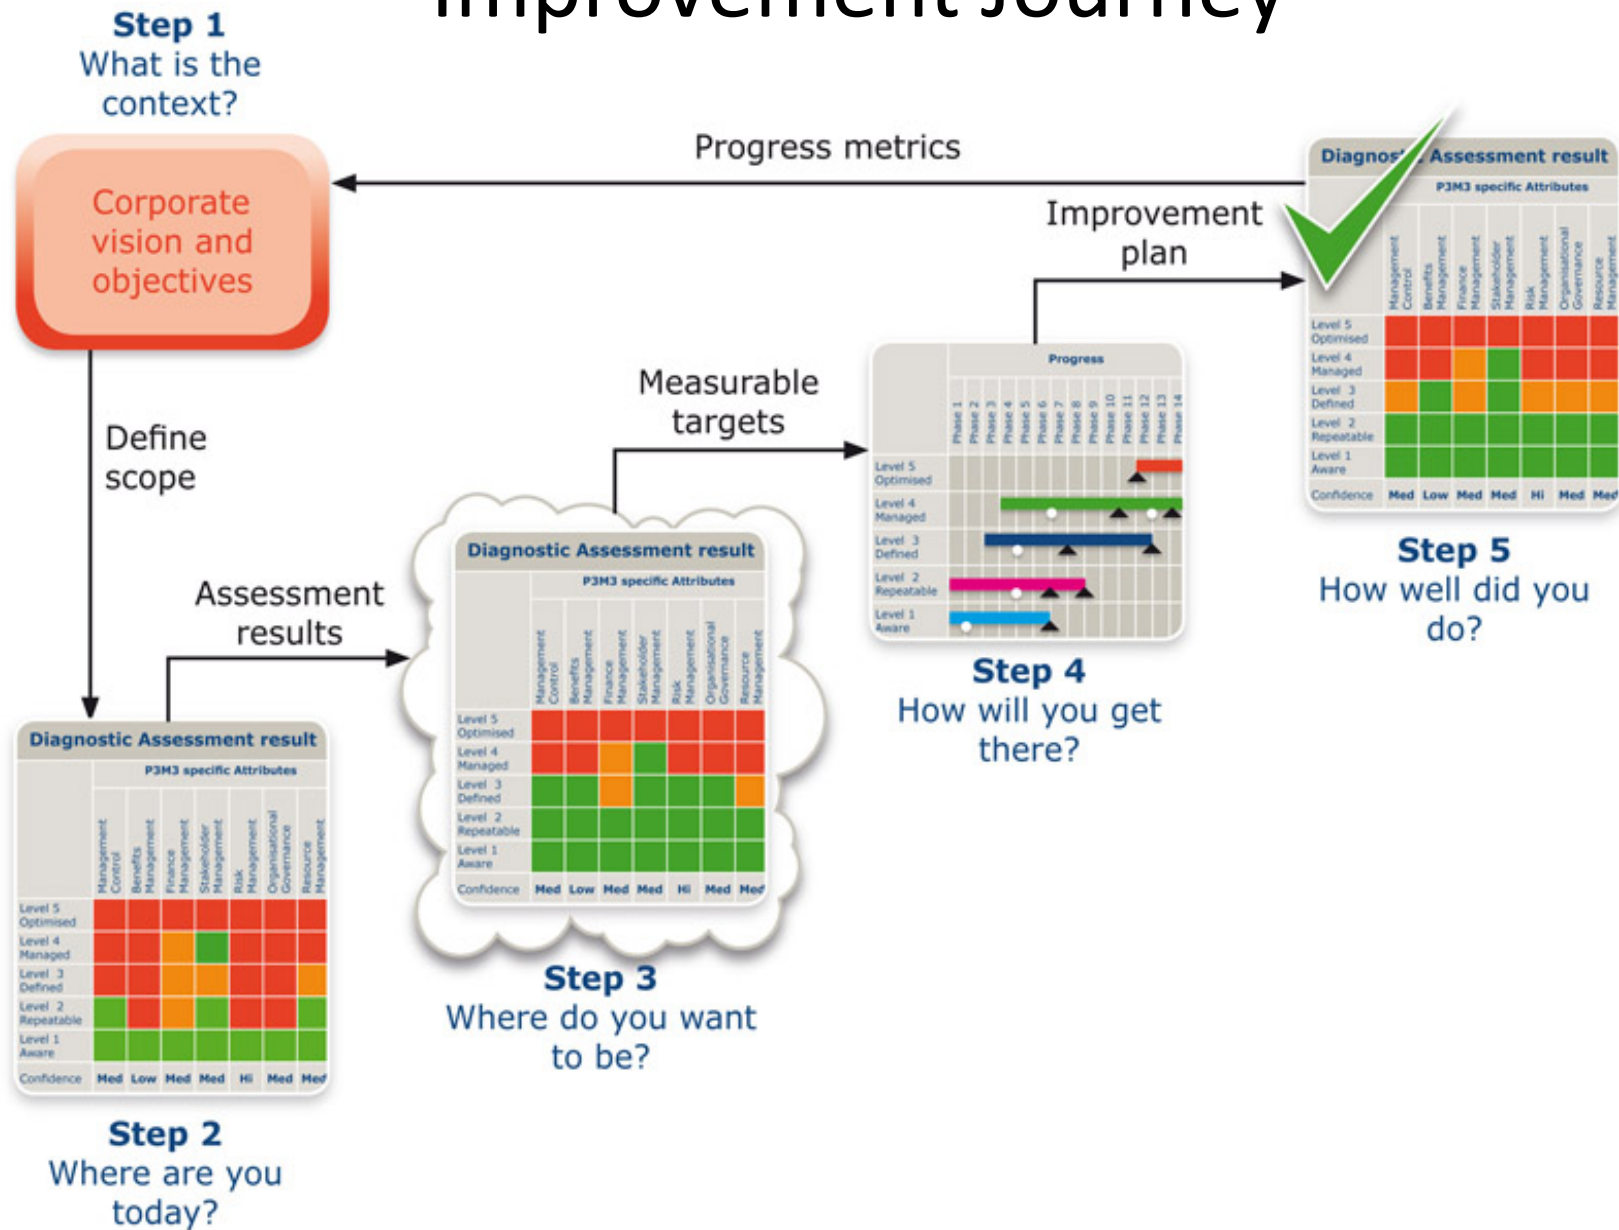 Improvement Journey
Step 1
What is the
context?
Corporate
vision and
objectives
Progress metrics
Define
scope
Diagnostic Assessment result
P3M3 specific Attributes
Management
Control
Benefits
Management
Finance
Management
Stakeholder
Management
Risk
Management
Organisational
Governance
Resource
Management
Level 5
Optimised
Level 4
Managed
Level 3
Defined
Level 2
Repeatable
Level 1
Aware
Confidence Med Low Med Med Hi Med Med
Step 2
Where are you
today?
Assessment
results
Diagnostic Assessment result
P3M3 specific Attributes
Management
Control
Benefits
Management
Finance
Management
Stakeholder
Management
Risk
Management
Organisational
Governance
Resource
Management
Level 5
Optimised
Level 4
Managed
Level 3
Defined
Level 2
Repeatable
Level 1
Aware
Confidence Med Low Med Med Hi Med Med
Step 3
Where do you want
to be?
Measurable
targets
Progress
Phase 1
Phase 2
Phase 3
Phase 4
Phase 5
Phase 6
Phase 7
Phase 8
Phase 9
Phase 10
Phase 11
Phase 12
Phase 13
Phase 14
Level 5
Optimised
Level 4
Managed
Level 3
Defined
Level 2
Repeatable
Level 1
Aware
Step 4
How will you get
there?
Improvement
plan
Diagnostic Assessment result
P3M3 specific Attributes
Management
Control
Benefits
Management
Finance
Management
Stakeholder
Management
Risk
Management
Organisational
Governance
Resource
Management
Level 5
Optimised
Level 4
Managed
Level 3
Defined
Level 2
Repeatable
Level 1
Aware
Confidence Med Low Med Med Hi Med Med
Step 5
How well did you
do?